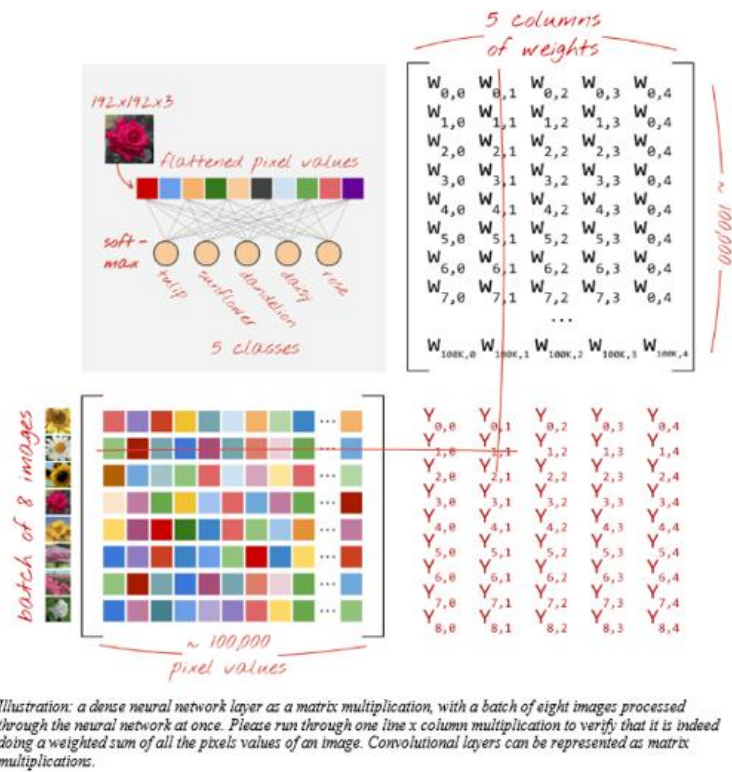 5 columns
of weights
192x192x3
flattened pixel values
soft-
max
tulip
sunflower
dandelion
daisy
rose
5 classes
W0,0 W0,1 W0,2 W0,3 W0,4
W1,0 W1,1 W1,2 W1,3 W0,4
W2,0 W2,1 W2,2 W2,3 W0,4
W3,0 W3,1 W3,2 W3,3 W0,4
W4,0 W4,1 W4,2 W4,3 W0,4
W5,0 W5,1 W5,2 W5,3 W0,4
W6,0 W6,1 W6,2 W6,3 W0,4
W7,0 W7,1 W7,2 W7,3 W0,4
...
W100K,0 W100K,1 W100K,2 W100K,3 W100K,4
~ 100,000
batch of 8 images
...
...
...
...
...
...
...
...
~ 100,000
pixel values
Y0,0 Y0,1 Y0,2 Y0,3 Y0,4
Y1,0 Y1,1 Y1,2 Y1,3 Y1,4
Y2,0 Y2,1 Y2,2 Y2,3 Y2,4
Y3,0 Y3,1 Y3,2 Y3,3 Y3,4
Y4,0 Y4,1 Y4,2 Y4,3 Y4,4
Y5,0 Y5,1 Y5,2 Y5,3 Y5,4
Y6,0 Y6,1 Y6,2 Y6,3 Y6,4
Y7,0 Y7,1 Y7,2 Y7,3 Y7,4
Y8,0 Y8,1 Y8,2 Y8,3 Y8,4
Illustration: a dense neural network layer as a matrix multiplication, with a batch of eight images processed
through the neural network at once. Please run through one line x column multiplication to verify that it is indeed
doing a weighted sum of all the pixels values of an image. Convolutional layers can be represented as matrix
multiplications.